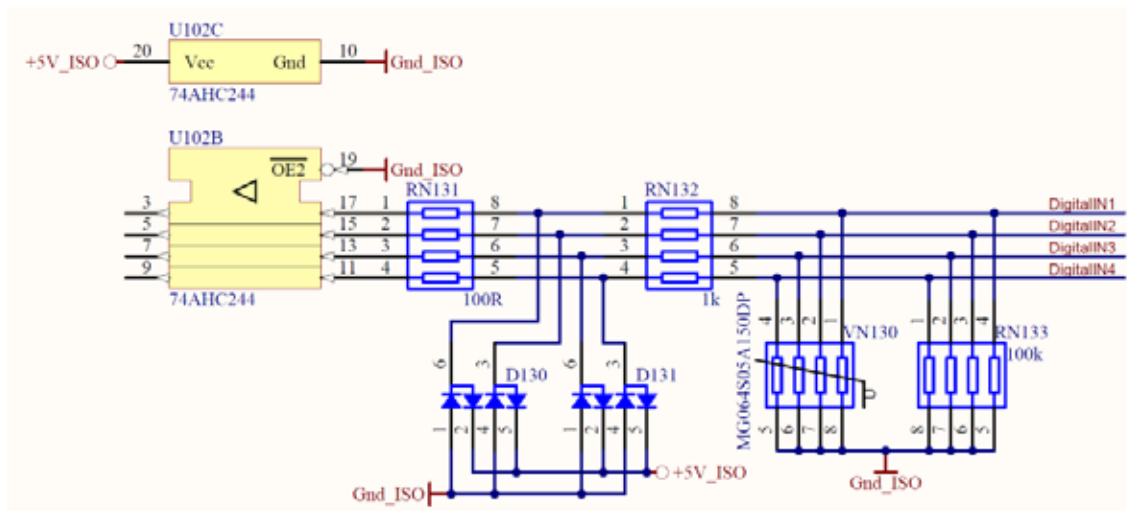 U102C
+5V_ISO 20 Vcc Gnd 10 Gnd_ISO
74AHC244
U102B
OE2 19 Gnd_ISO
RN131 RN132
3 17 1 8 1 8 DigitalIN1
5 15 2 7 2 7 DigitalIN2
7 13 3 6 3 6 DigitalIN3
9 11 4 5 4 5 DigitalIN4
74AHC244 100R 1k
4 3 2 1 VN130 1 2 3 4 RN133
100k
MG064S05A150DP
6 3 D130 6 3 D131
1 2 4 5 1 2 4 5
5 6 7 8 8 7 6 5
+5V_ISO
Gnd_ISO
Gnd_ISO